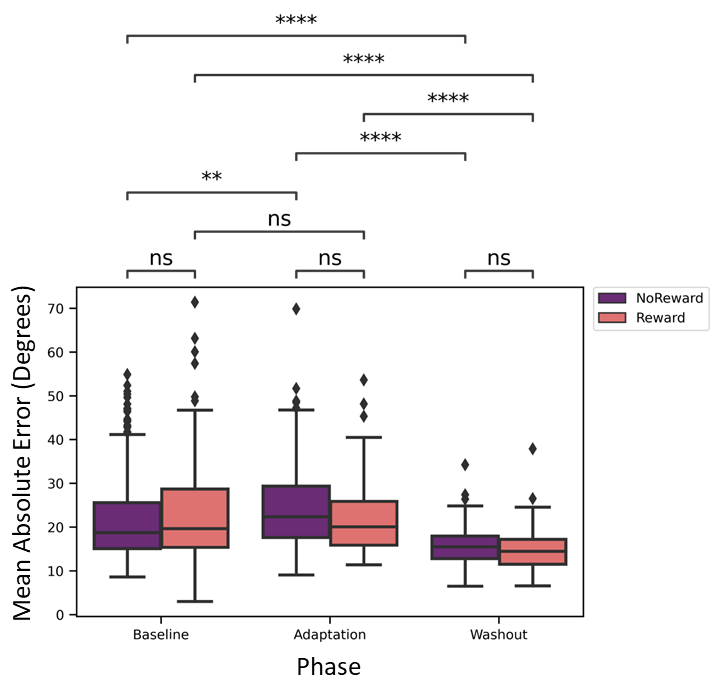 ****
****
****
****
**
ns
ns ns ns
Mean Absolute Error (Degrees)
70
60
50
40
30
20
10
0
NoReward
Reward
Baseline Adaptation Washout
Phase